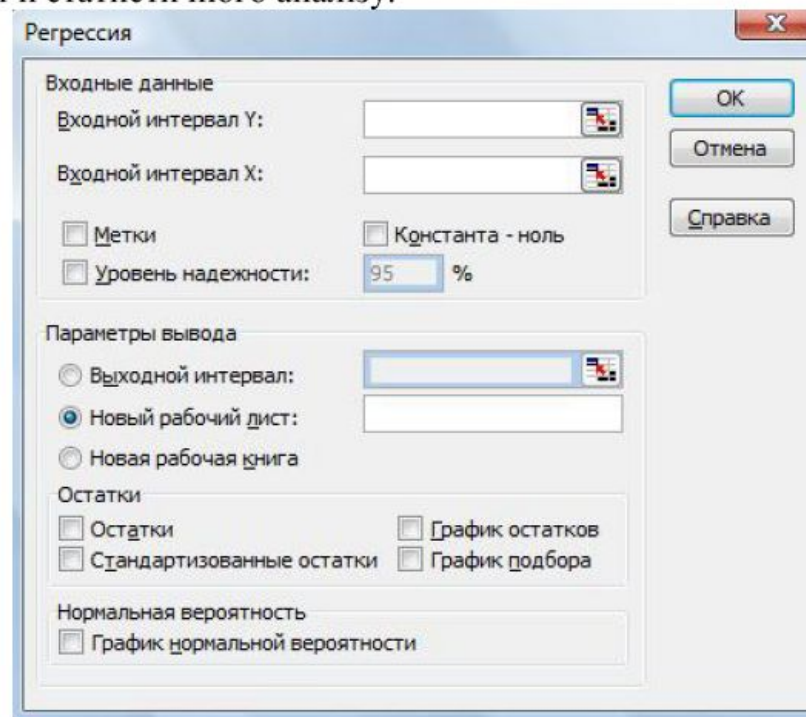 статистичного аналізу.
Регрессия
Входные данные
Входной интервал Y:
Входной интервал X:
Метки
Константа - ноль
Уровень надежности:
95 %
Параметры вывода
Выходной интервал:
Новый рабочий лист:
Новая рабочая книга
Остатки
Остатки
График остатков
Стандартизованные остатки
График подбора
Нормальная вероятность
График нормальной вероятности
OK
Отмена
Справка